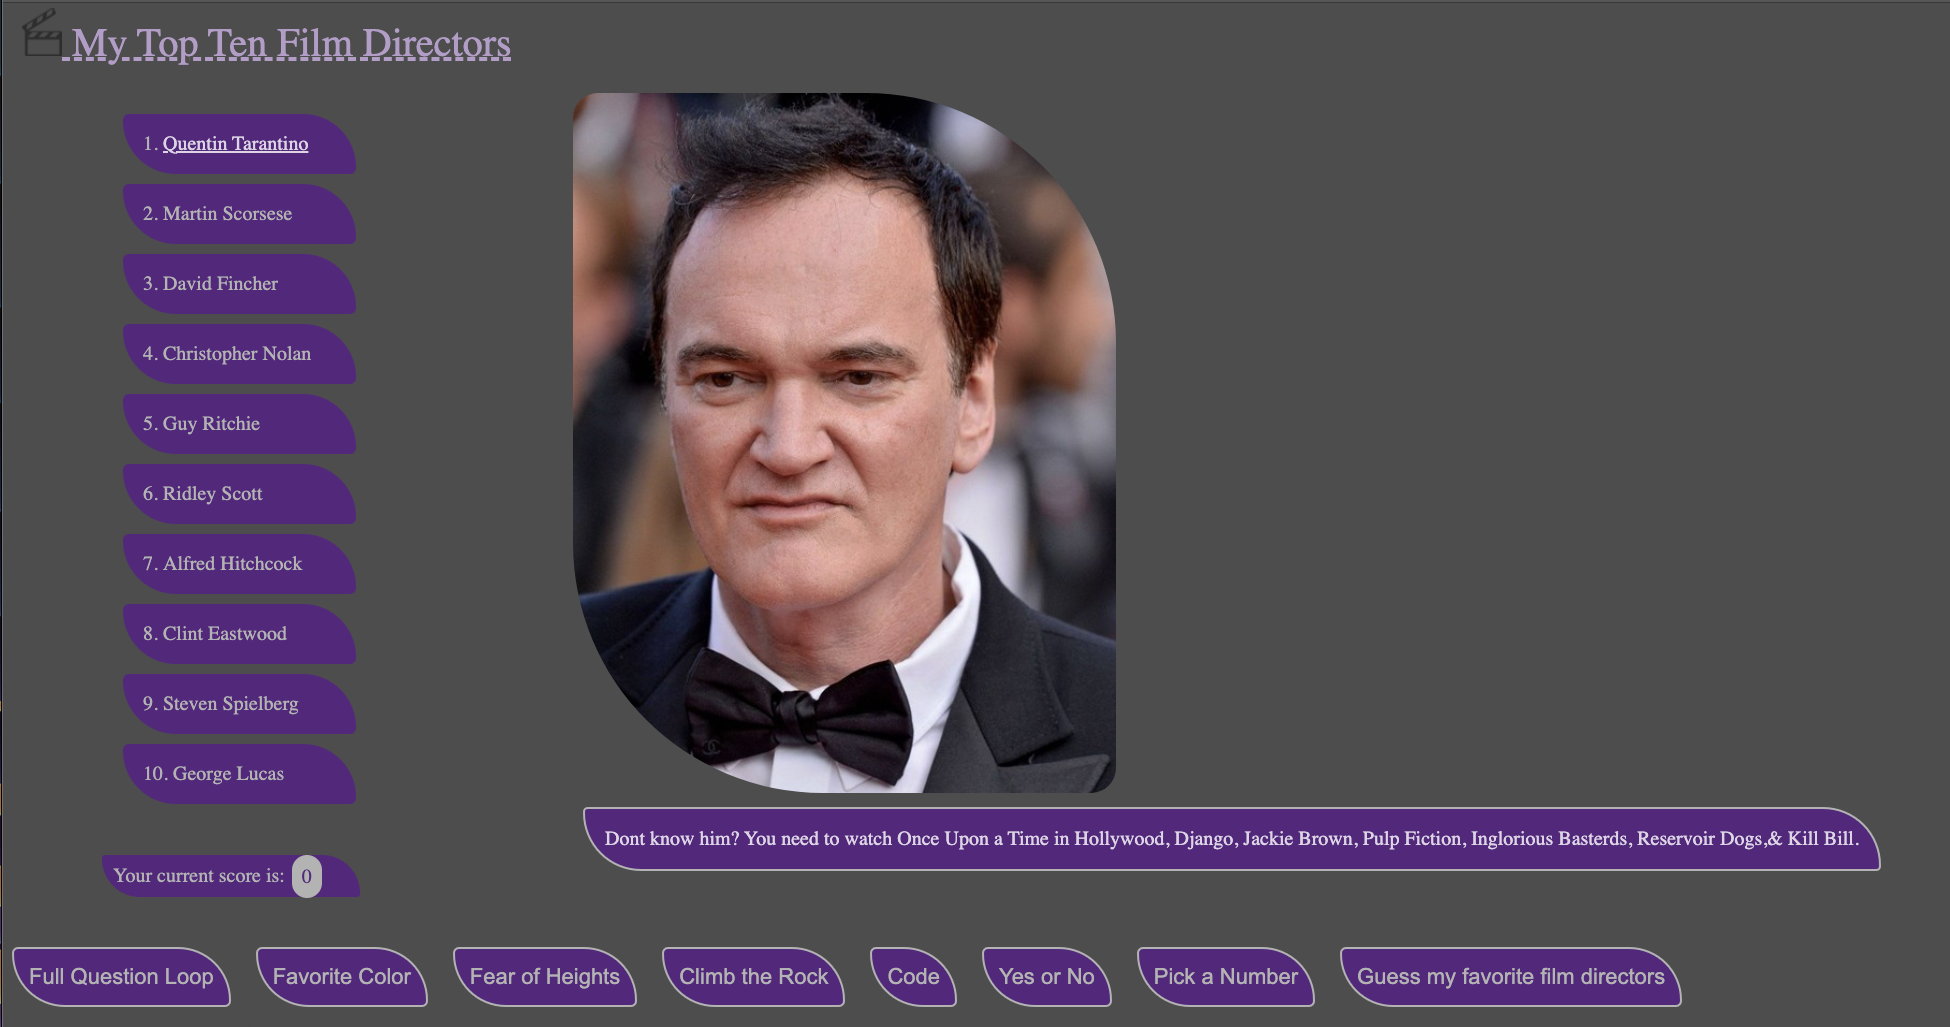 My Top Ten Film Directors
1. Quentin Tarantino
2. Martin Scorsese
3. David Fincher
4. Christopher Nolan
5. Guy Ritchie
6. Ridley Scott
7. Alfred Hitchcock
8. Clint Eastwood
9. Steven Spielberg
10. George Lucas
Dont know him? You need to watch Once Upon a Time in Hollywood, Django, Jackie Brown, Pulp Fiction, Inglorious Basterds, Reservoir Dogs,& Kill Bill.
Your current score is: 0
Full Question Loop
Favorite Color
Fear of Heights
Climb the Rock
Code
Yes or No
Pick a Number
Guess my favorite film directors